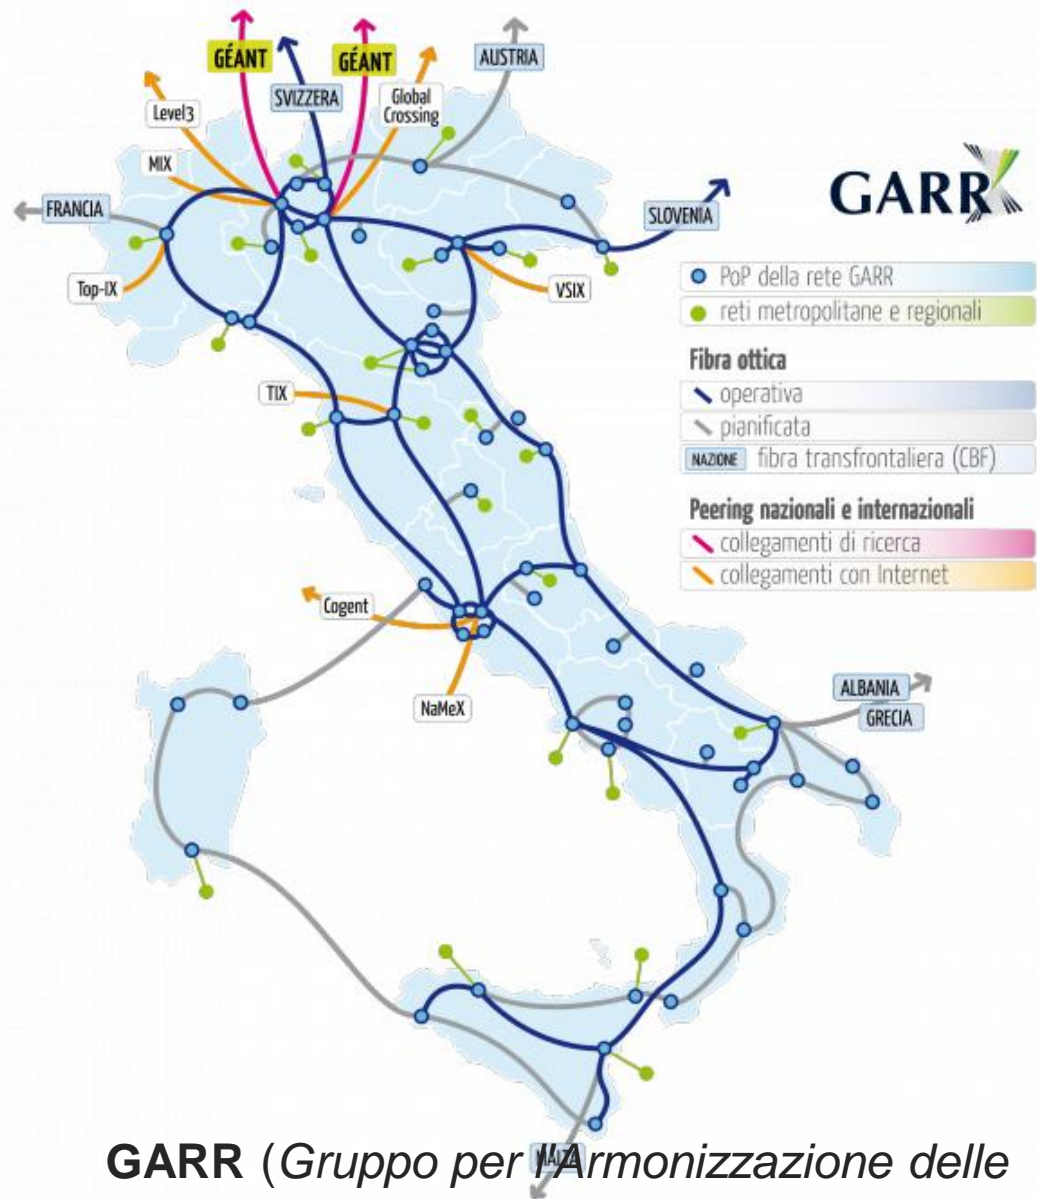 GÉANT
GÉANT
AUSTRIA
SVIZZERA
Global
Crossing
Level3
MIX
FRANCIA
SLOVENIA
GARR
Top-IX
VSIX
PoP della rete GARR
reti metropolitane e regionali
Fibra ottica
operativa
pianificata
NAZIONE fibra transfrontaliera (CBF)
TIX
Peering nazionali e internazionali
collegamenti di ricerca
collegamenti con Internet
Cogent
NaMeX
ALBANIA
GRECIA
MALTA
GARR (Gruppo per l'Armonizzazione delle